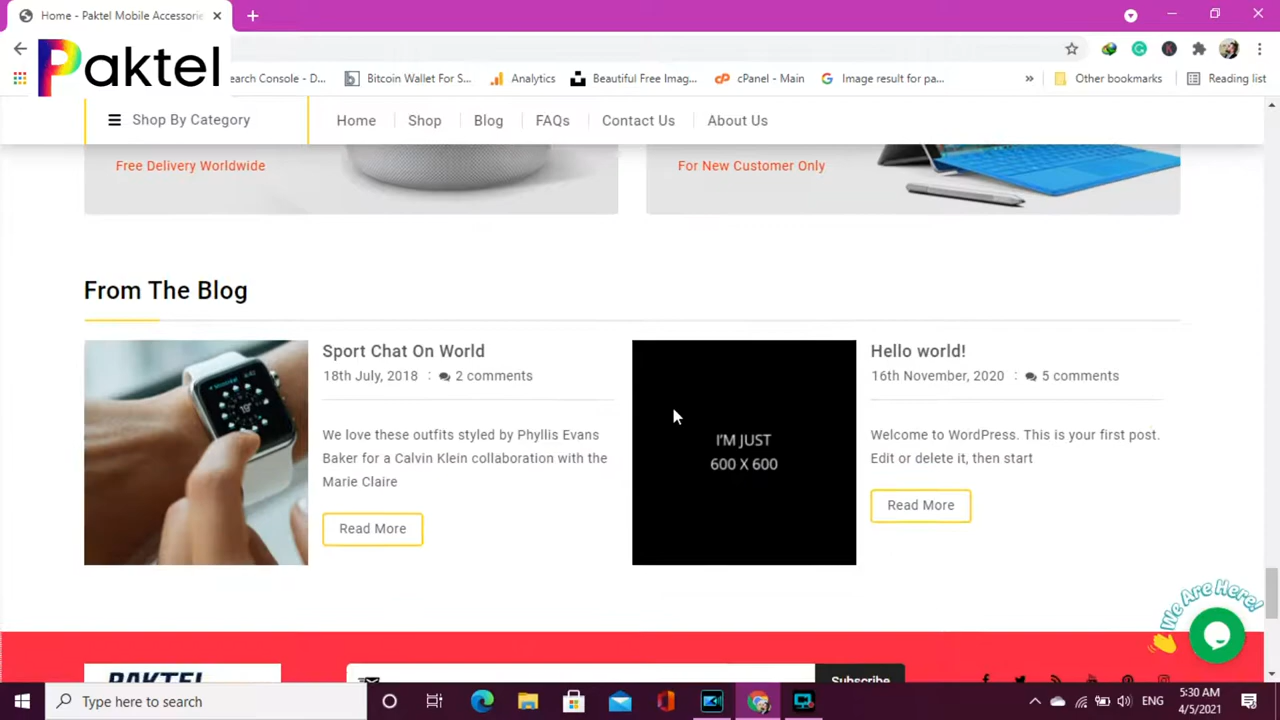 Home - Paktel Mobile Accessorie
Paktel
earch Console - D...
Bitcoin Wallet For S...
Analytics
Beautiful Free Imag...
cPanel - Main
Image result for pa...
»
Other bookmarks
Reading list
Shop By Category
Home
Shop
Blog
FAQs
Contact Us
About Us
Free Delivery Worldwide
For New Customer Only
From The Blog
Sport Chat On World
18th July, 2018 : 2 comments
We love these outfits styled by Phyllis Evans
Baker for a Calvin Klein collaboration with the
Marie Claire
Read More
I'M JUST
600 X 600
Hello world!
16th November, 2020 : 5 comments
Welcome to WordPress. This is your first post.
Edit or delete it, then start
Read More
We Are Here!
PAKTEL
Subscribe
Type here to search
ENG
5:30 AM
4/5/2021